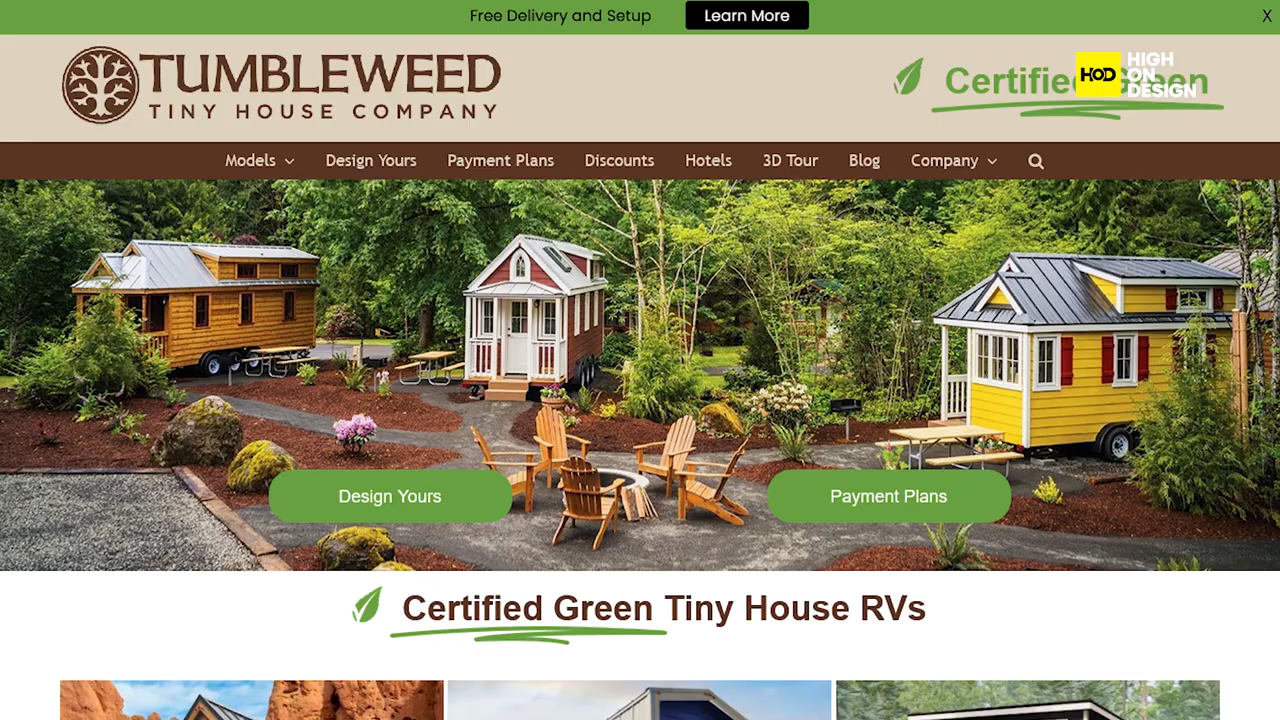 Free Delivery and Setup
Learn More
X
TUMBLEWEED
TINY HOUSE COMPANY
Certified Green
HOD
HIGH
ON
DESIGN
Models
Design Yours
Payment Plans
Discounts
Hotels
3D Tour
Blog
Company
Design Yours
Payment Plans
Certified Green Tiny House RVs